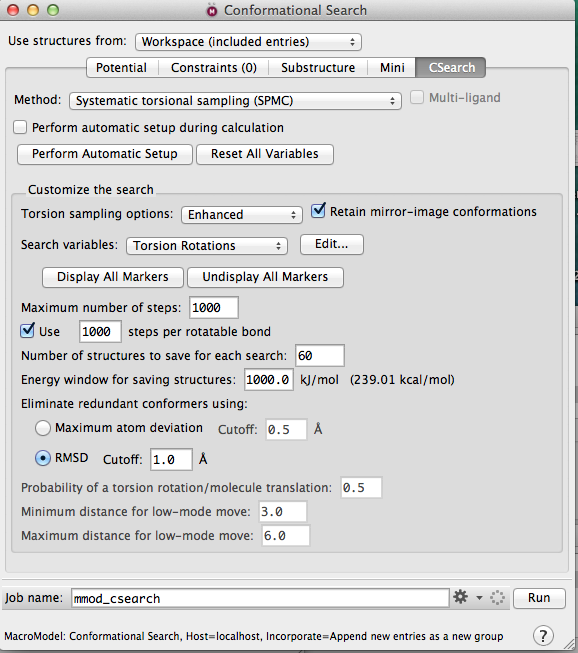 Conformational Search
Use structures from: Workspace (included entries)
Potential Constraints (0) Substructure Mini CSearch
Method: Systematic torsional sampling (SPMC) Multi-ligand
Perform automatic setup during calculation
Perform Automatic Setup Reset All Variables
Customize the search
Torsion sampling options: Enhanced Retain mirror-image conformations
Search variables: Torsion Rotations Edit...
Display All Markers Undisplay All Markers
Maximum number of steps: 1000
Use 1000 steps per rotatable bond
Number of structures to save for each search: 60
Energy window for saving structures: 1000.0 kJ/mol (239.01 kcal/mol)
Eliminate redundant conformers using:
Maximum atom deviation Cutoff: 0.5 Å
RMSD Cutoff: 1.0 Å
Probability of a torsion rotation/molecule translation: 0.5
Minimum distance for low-mode move: 3.0
Maximum distance for low-mode move: 6.0
Job name: mmod_csearch Run
MacroModel: Conformational Search, Host=localhost, Incorporate=Append new entries as a new group ?